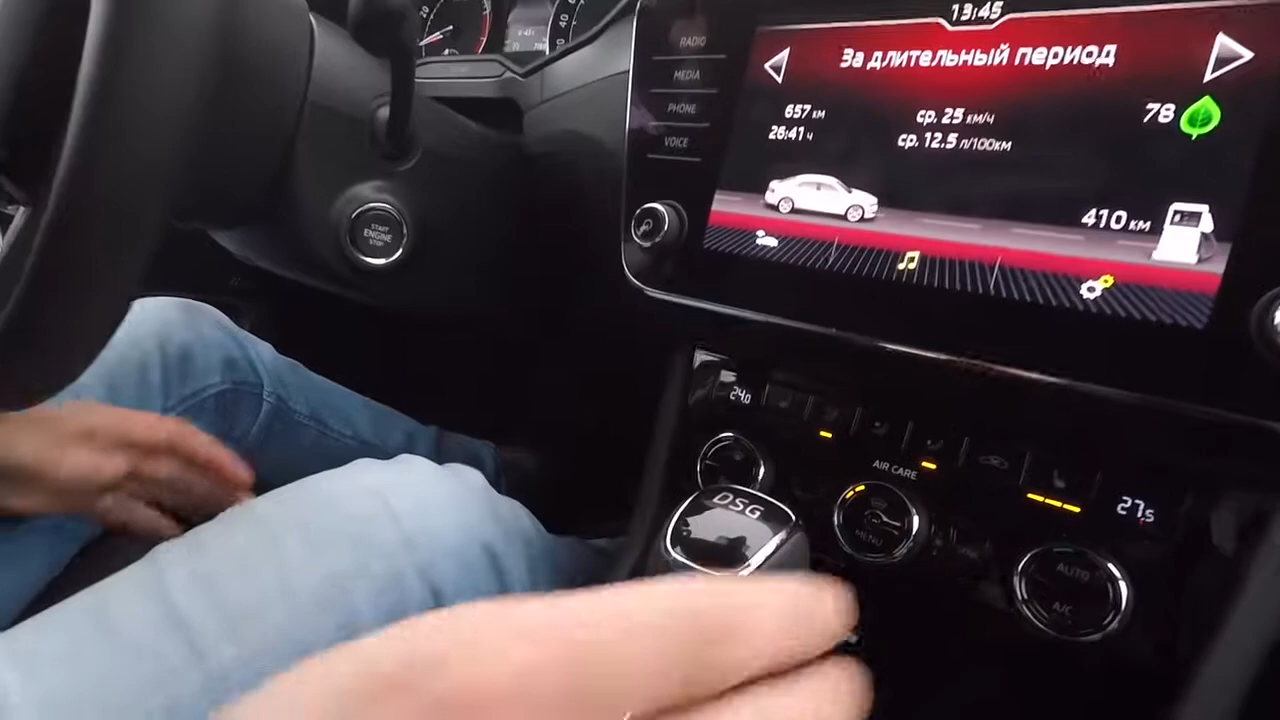 13:45
RADIO
MEDIA
PHONE
VOICE
За длительный период
657 км
26:41 ч
ср. 25 км/ч
ср. 12.5 л/100км
78
410 км
START
ENGINE
STOP
24.0
AIR CARE
MENU
DSG
27.5
AUTO
A/C